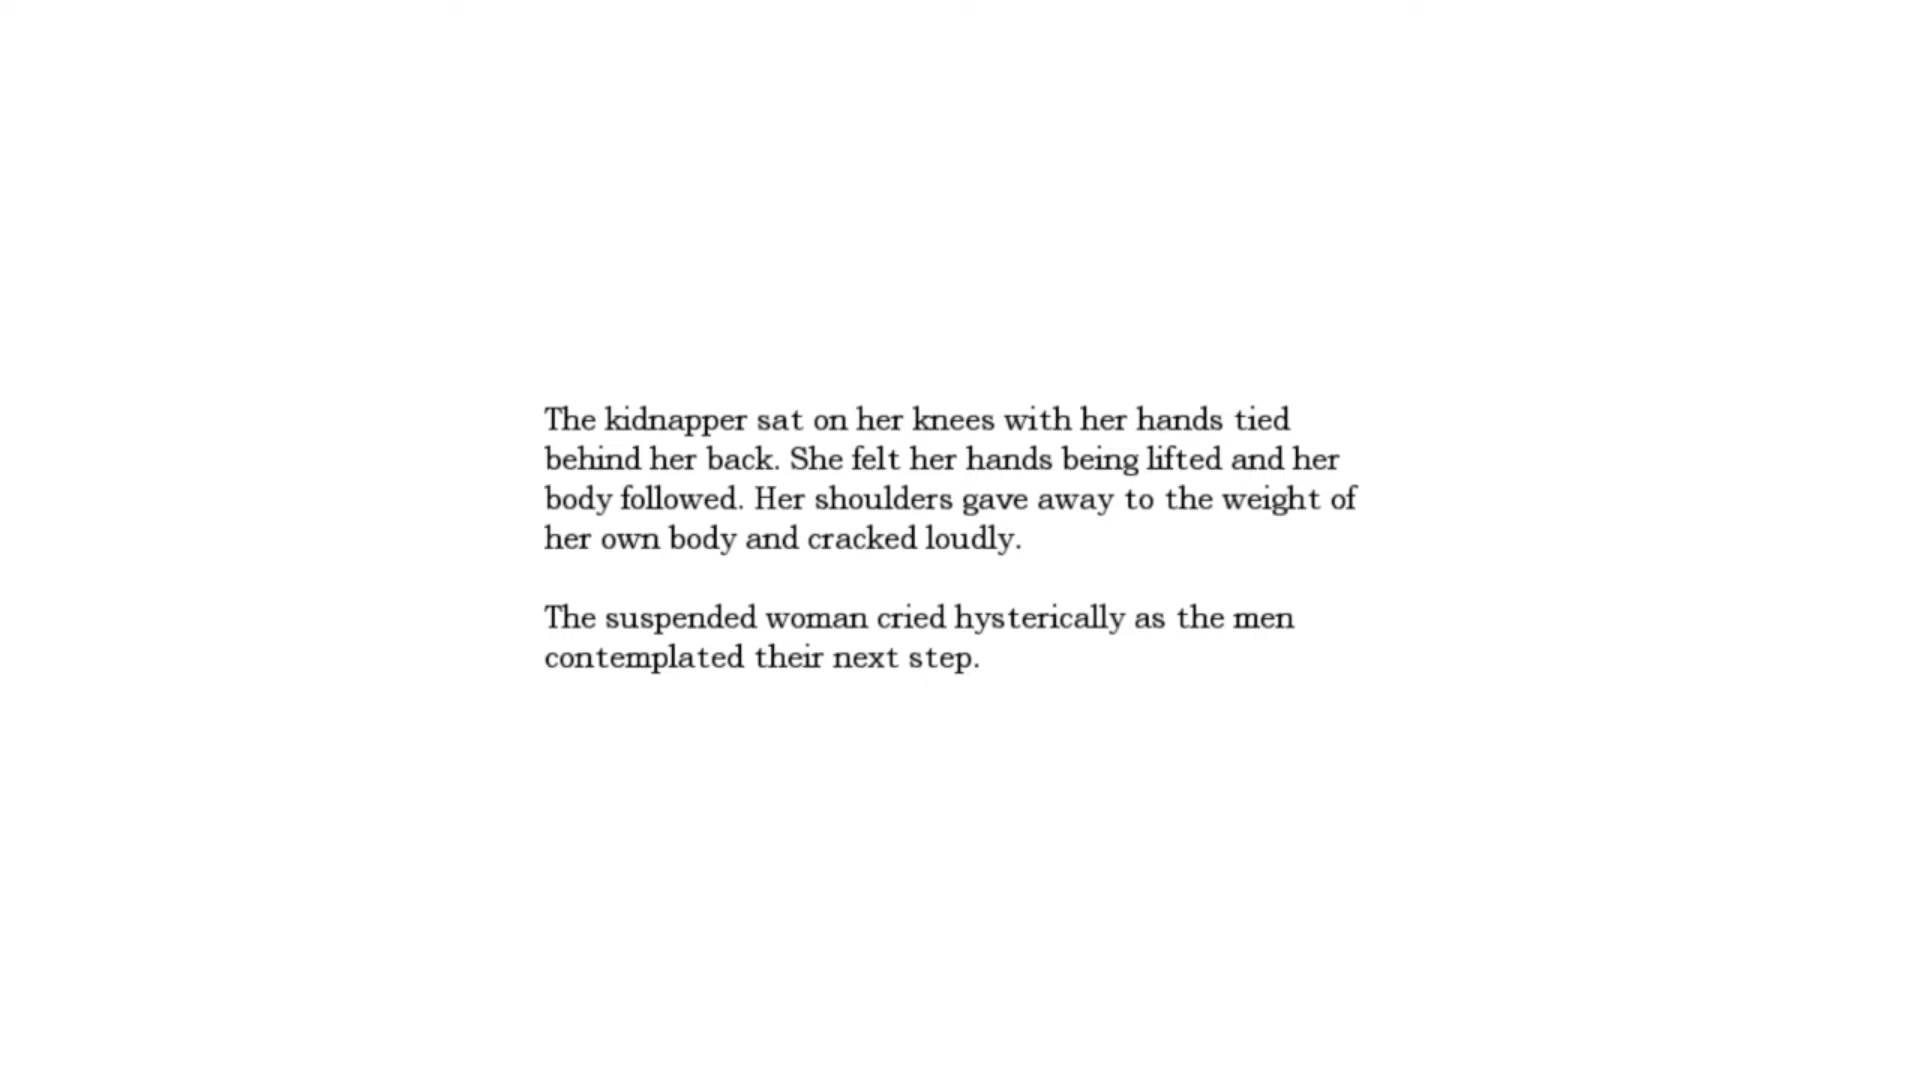 The kidnapper sat on her knees with her hands tied
behind her back. She felt her hands being lifted and her
body followed. Her shoulders gave away to the weight of
her own body and cracked loudly.
The suspended woman cried hysterically as the men
contemplated their next step.